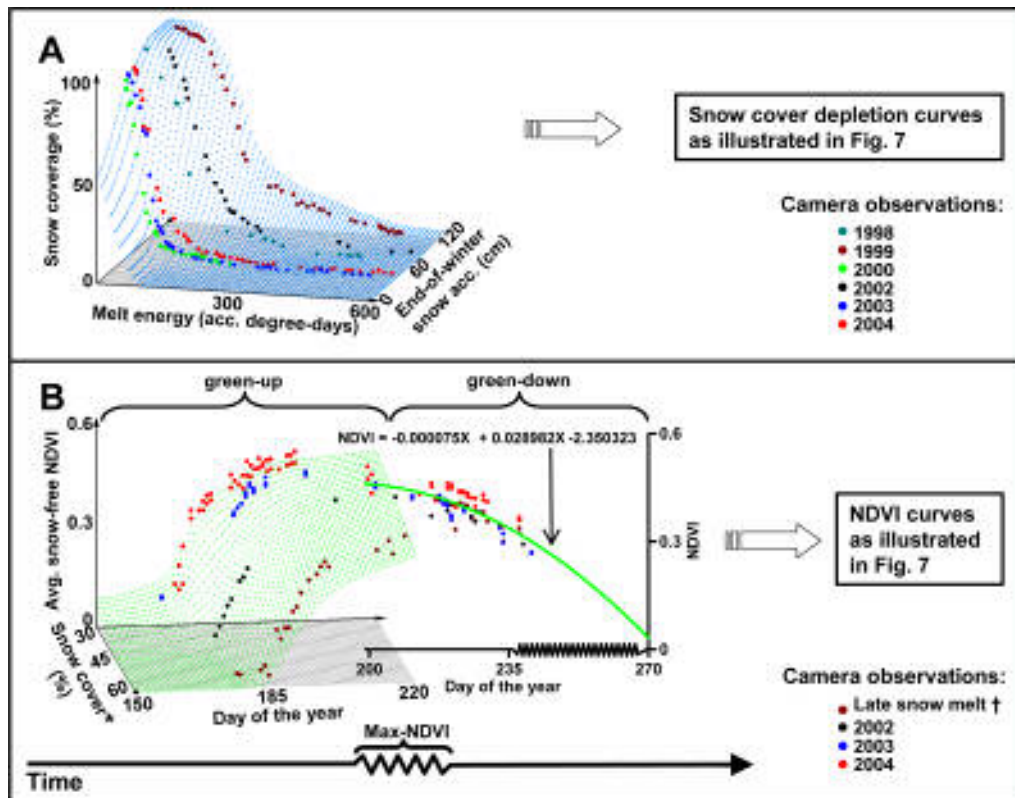 A
100
50
0
Snow coverage (%)
300
600
Melt energy (acc. degree-days)
0
60
120
End-of-winter
snow acc. (cm)
Snow cover depletion curves
as illustrated in Fig. 7
Camera observations:
1998
1999
2000
2002
2003
2004
B
green-up
green-down
0.6
0.3
0
Avg. snow-free NDVI
NDVI = -0.000075X + 0.028982X -2.350323
0.6
0.3
0
NDVI
30
45
60
Snow cover*
(%)
150
185
220
Day of the year
200
235
270
Day of the year
NDVI curves
as illustrated
in Fig. 7
Camera observations:
Late snow melt †
2002
2003
2004
Max-NDVI
Time